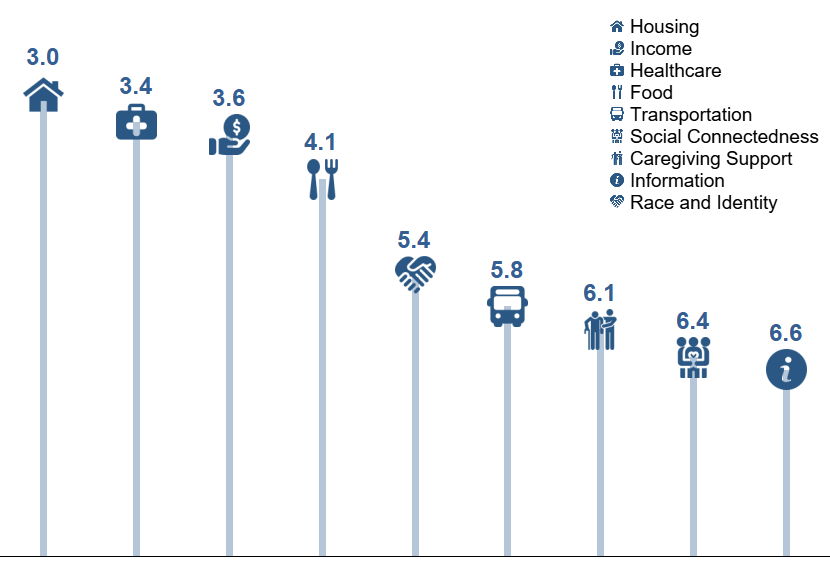 3.0
3.4
3.6
4.1
5.4
5.8
6.1
6.4
6.6
Housing
Income
Healthcare
Food
Transportation
Social Connectedness
Caregiving Support
Information
Race and Identity